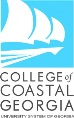 COLLEGE of
COASTAL
GEORGIA
UNIVERSITY SYSTEM OF GEORGIA